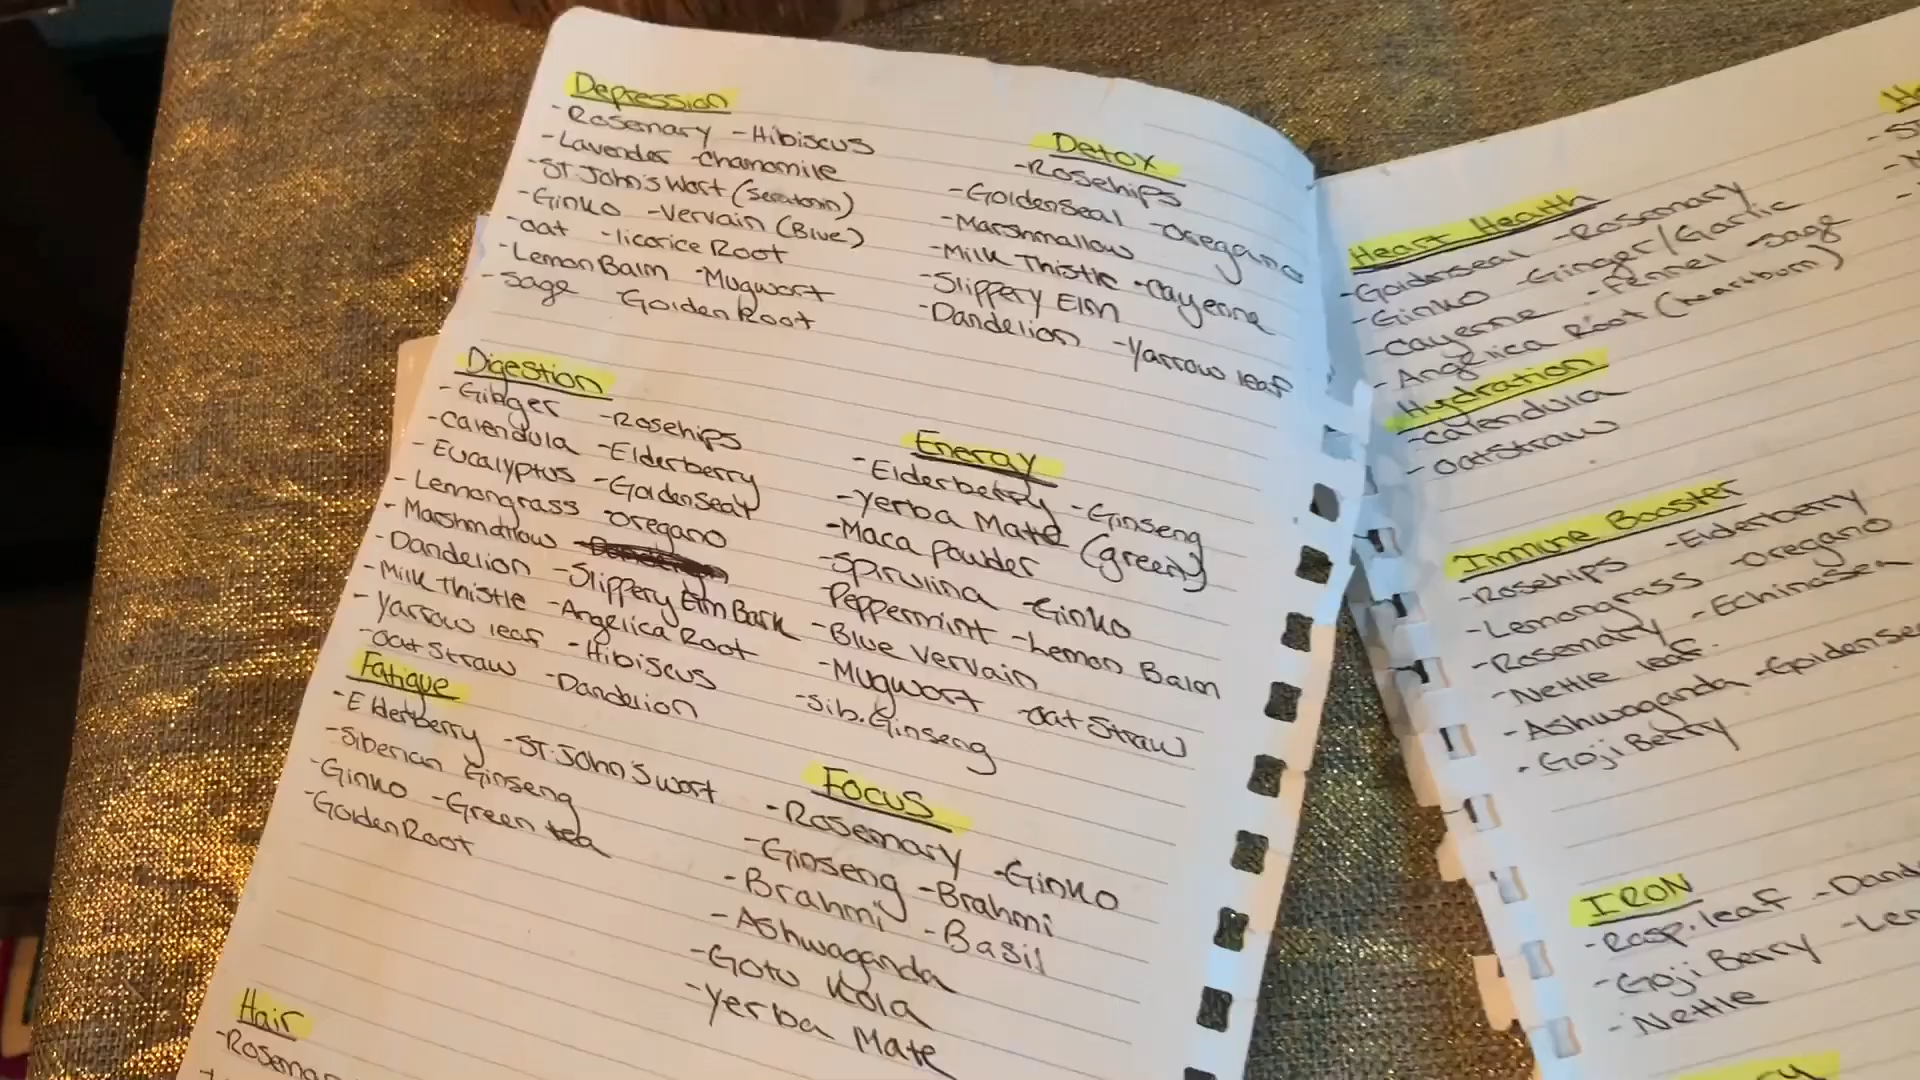 Depression
-Rosemary -Hibiscus
-Lavender -Chamomile
-St. John's Wort (Seratonin)
-Ginko -Vervain (Blue)
-oat -licorice Root
-Lemon Balm -Mugwort
-Sage -Golden Root
Detox
-Rosehips
-Goldenseal -Oregano
-Marshmallow
-Milk Thistle -Cayenne
-Slippery Elm
-Dandelion -Yarrow leaf
Digestion
-Ginger -Rosehips
-Calendula -Elderberry
-Eucalyptus -Goldenseal
-Lemongrass -oregano
-Marshmallow
-Dandelion -Slippery Elm Bark
-Milk Thistle -Angelica Root
-Yarrow leaf -Hibiscus
-Oat Straw -Dandelion
Energy
-Elderberry -Ginseng
-Yerba Mate (green)
-Maca powder
-Spirulina -Ginko
-Peppermint -Lemon Balm
-Blue Vervain
-Mugwort -Oat Straw
-Sib. Ginseng
Fatigue
-Elderberry -St. John's wort
-Siberian Ginseng
-Ginko -Green tea
-Golden Root
Focus
-Rosemary -Ginko
-Ginseng -Brahmi
-Brahmi -Basil
-Ashwaganda
-Goto Kola
-Yerba Mate
Hair
Heart Health
-Goldenseal -Rosemary
-Ginko -Ginger/Garlic
-Cayenne -Fennel -Sage
-Angelica Root (heartburn)
Hydration
-Calendula
-Oatstraw
Immune Booster
-Rosehips -Elderberry
-Lemongrass -Oregano
-Rosemary -Echinacea
-Nettle leaf.
-Ashwaganda
-Goji Berry
IRON
-Rasp. leaf
-Goji Berry
-Nettle